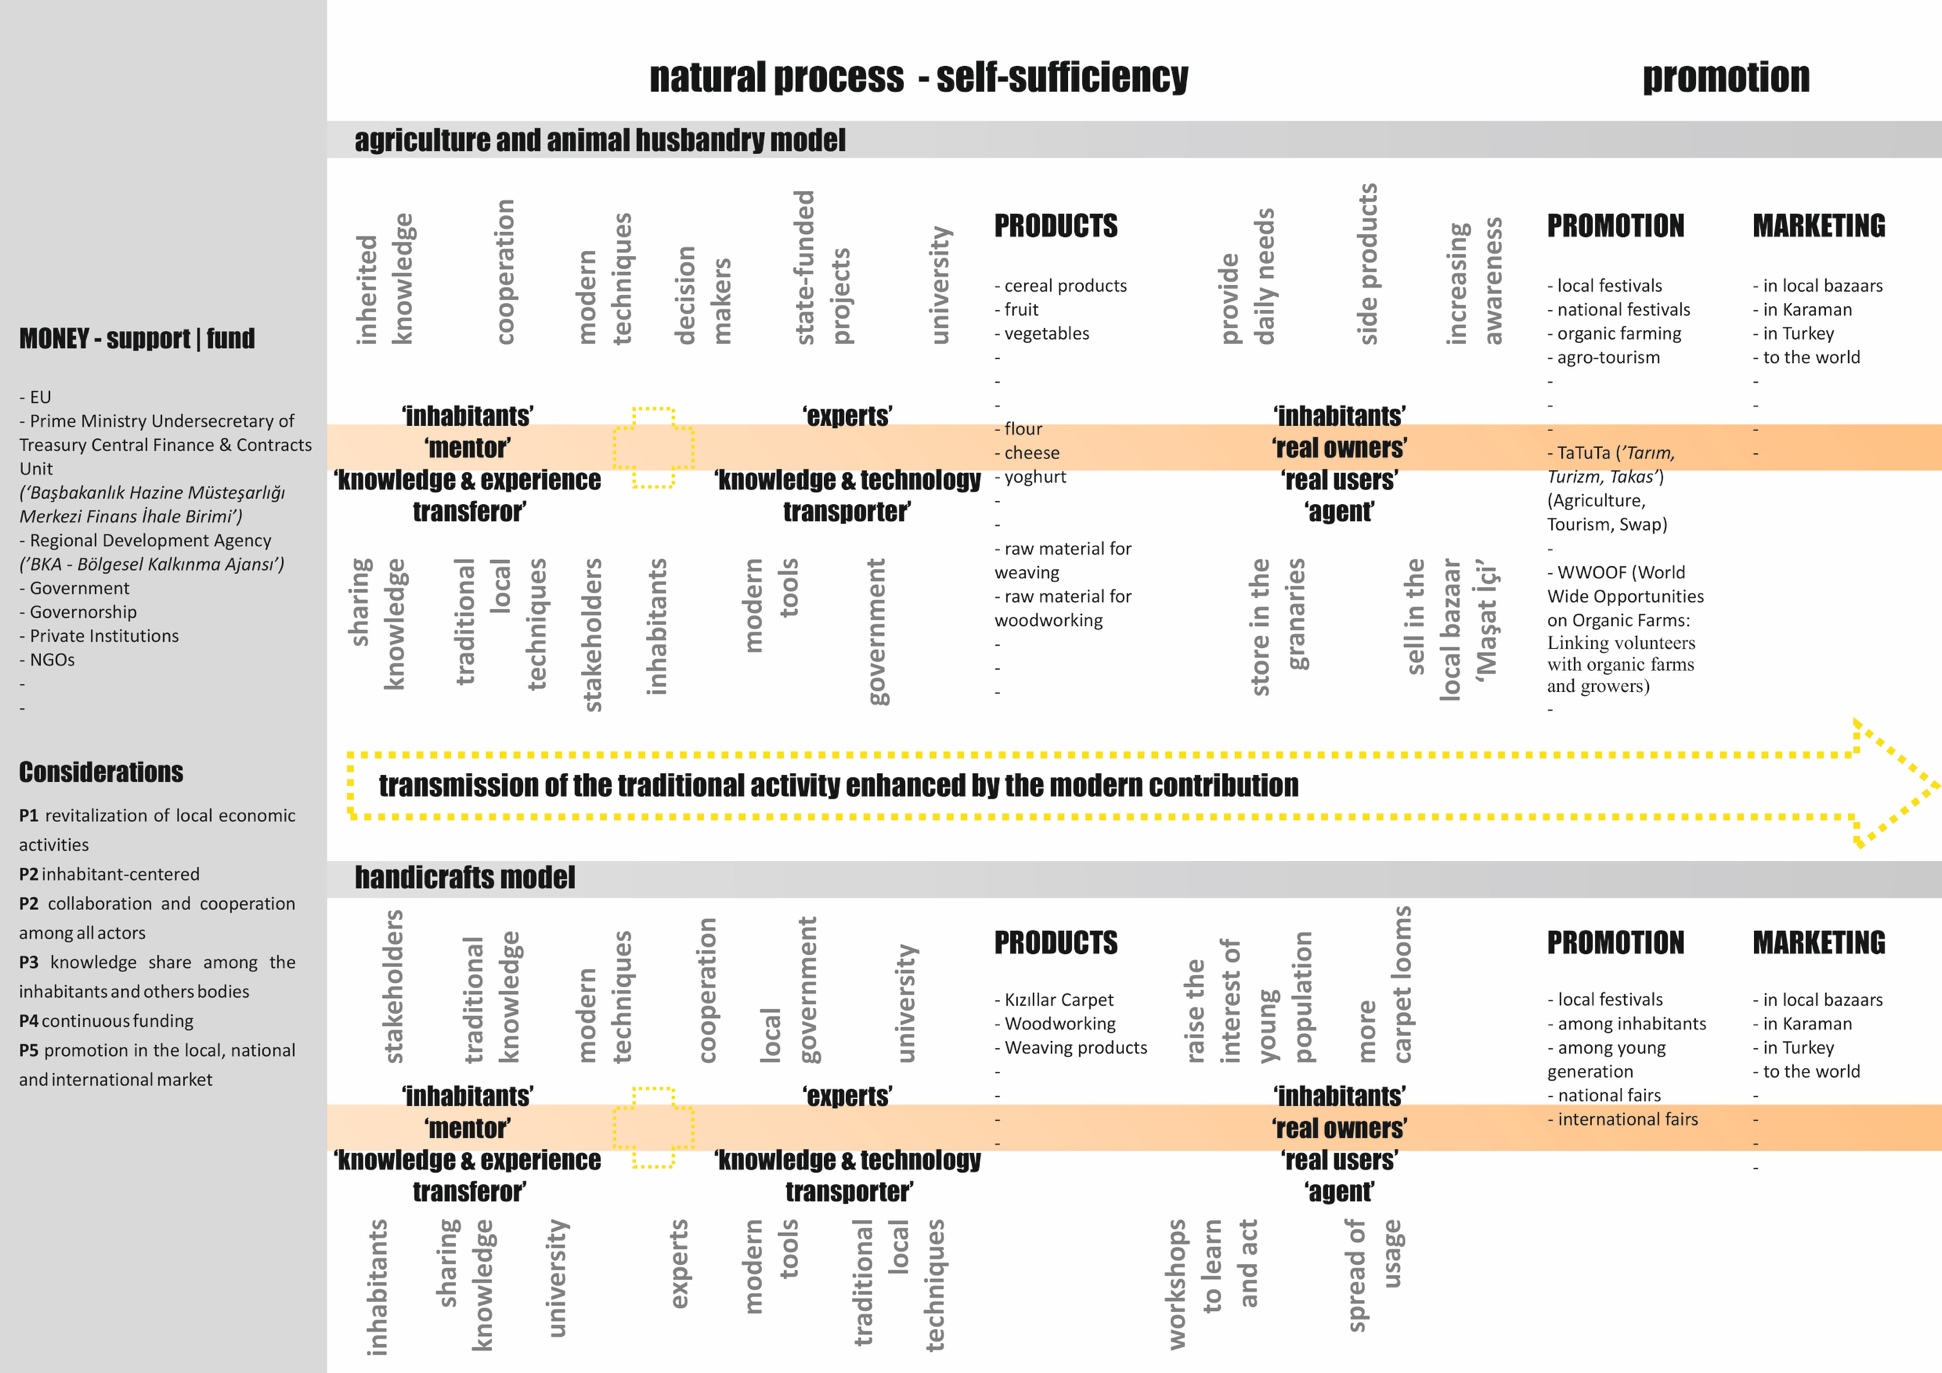 natural process - self-sufficiency
promotion
MONEY - support | fund
- EU
- Prime Ministry Undersecretary of
Treasury Central Finance & Contracts
Unit
(‘Başbakanlık Hazine Müsteşarlığı
Merkezi Finans İhale Birimi’)
- Regional Development Agency
(’BKA - Bölgesel Kalkınma Ajansı’)
- Government
- Governorship
- Private Institutions
- NGOs
-
-
Considerations
P1 revitalization of local economic
activities
P2 inhabitant-centered
P2 collaboration and cooperation
among all actors
P3 knowledge share among the
inhabitants and others bodies
P4 continuous funding
P5 promotion in the local, national
and international market
agriculture and animal husbandry model
inherited
knowledge
cooperation
modern
techniques
decision
makers
state-funded
projects
university
‘inhabitants’
‘mentor’
‘knowledge & experience
transferor’
‘experts’
‘knowledge & technology
transporter’
sharing
knowledge
traditional
local
techniques
stakeholders
inhabitants
modern
tools
government
PRODUCTS
- cereal products
- fruit
- vegetables
-
-
-
- flour
- cheese
- yoghurt
-
-
- raw material for
weaving
- raw material for
woodworking
-
-
-
provide
daily needs
side products
increasing
awareness
‘inhabitants’
‘real owners’
‘real users’
‘agent’
store in the
granaries
sell in the
local bazaar
‘Maşat İçi’
PROMOTION
- local festivals
- national festivals
- organic farming
- agro-tourism
-
-
-
- TaTuTa (’Tarım,
Turizm, Takas’)
(Agriculture,
Tourism, Swap)
-
- WWOOF (World
Wide Opportunities
on Organic Farms:
Linking volunteers
with organic farms
and growers)
-
MARKETING
- in local bazaars
- in Karaman
- in Turkey
- to the world
-
-
-
-
transmission of the traditional activity enhanced by the modern contribution
handicrafts model
stakeholders
traditional
knowledge
modern
techniques
cooperation
local
government
university
‘inhabitants’
‘mentor’
‘knowledge & experience
transferor’
‘experts’
‘knowledge & technology
transporter’
inhabitants
sharing
knowledge
university
experts
modern
tools
traditional
local
techniques
PRODUCTS
- Kızıllar Carpet
- Woodworking
- Weaving products
-
-
-
-
raise the
interest of
young
population
more
carpet looms
‘inhabitants’
‘real owners’
‘real users’
‘agent’
workshops
to learn
and act
spread of
usage
PROMOTION
- local festivals
- among inhabitants
- among young
generation
- national fairs
- international fairs
MARKETING
- in local bazaars
- in Karaman
- in Turkey
- to the world
-
-
-
-